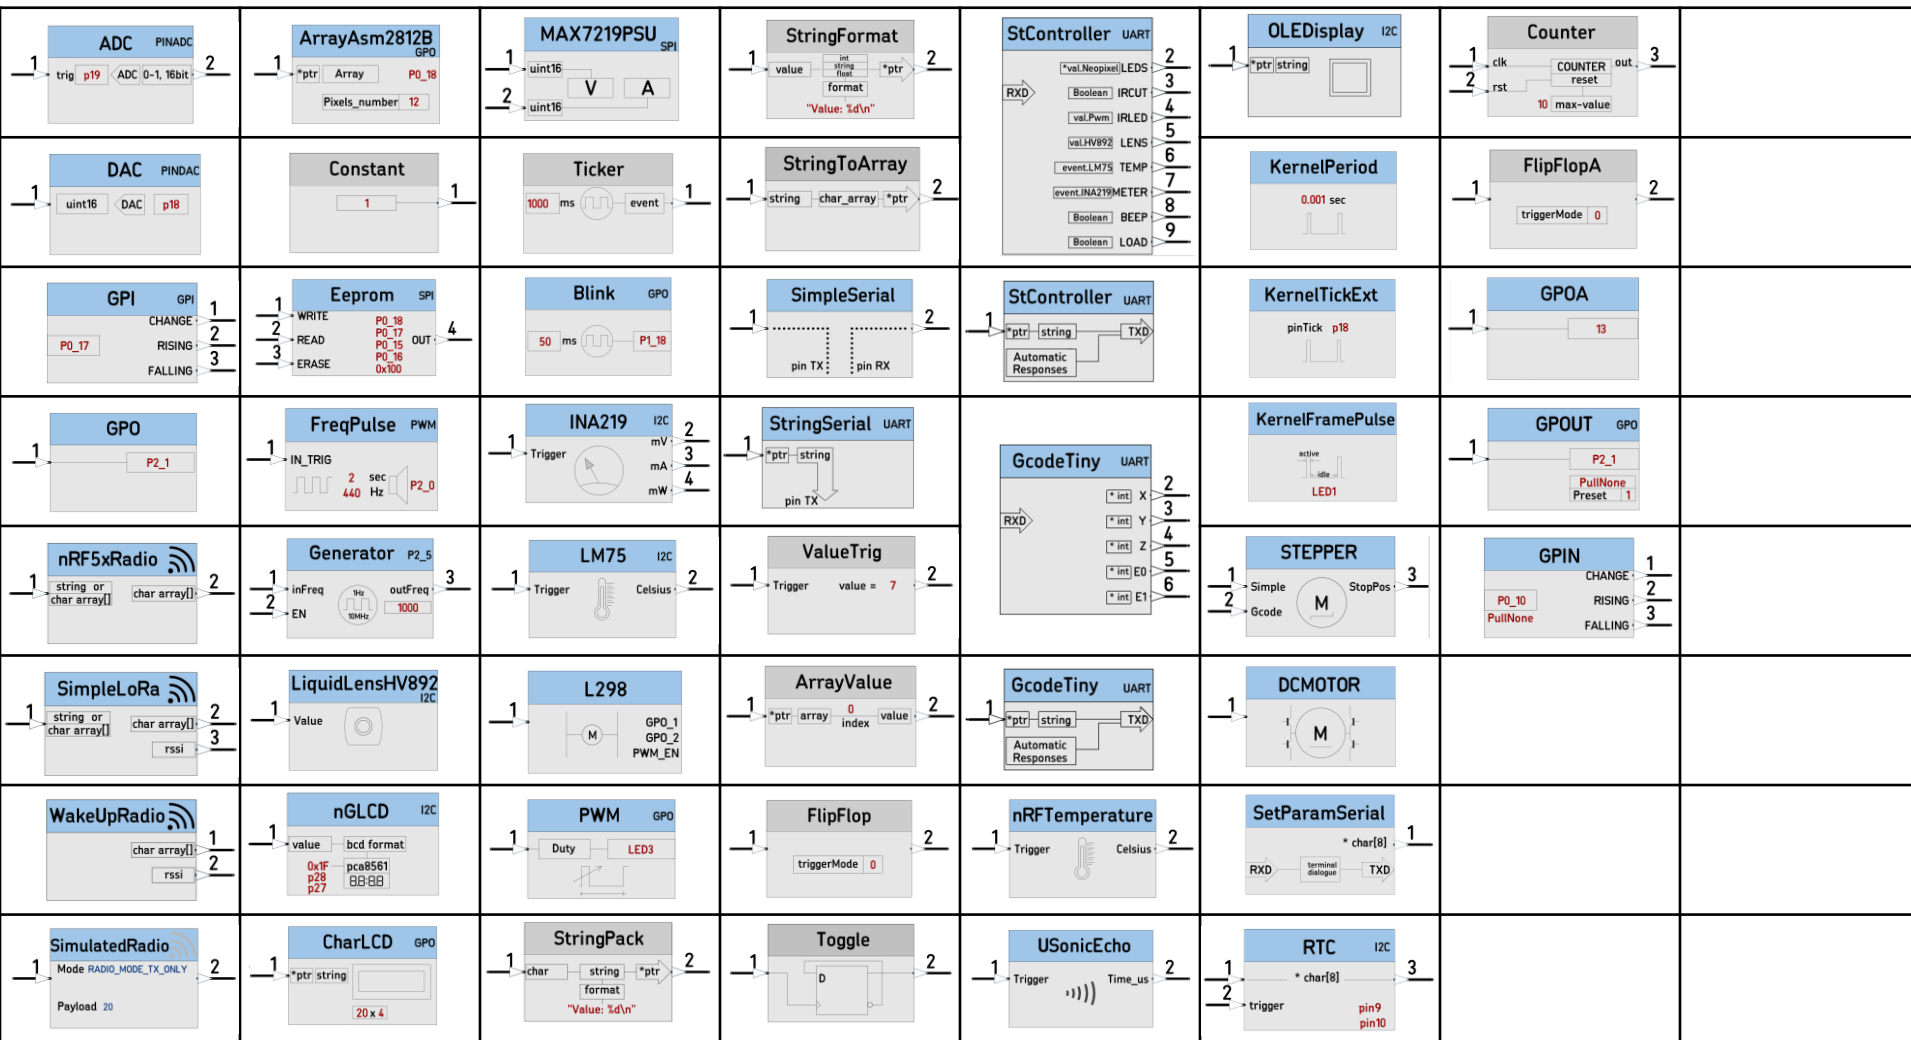 ADC PINADC
1 trig p19 ADC 0-1, 16bit 2
ArrayAsm2812B
GPO
1 *ptr Array P0_18
Pixels_number 12
MAX7219PSU
SPI
1 uint16
V A
2 uint16
StringFormat
1 value int string float *ptr 2
format
"Value: %d\n"
StController UART
RXD
*val.Neopixel LEDS 2
Boolean IRCUT 3
val.Pwm IRLED 4
val.HV892 LENS 5
event.LM75 TEMP 6
event.INA219 METER 7
Boolean BEEP 8
Boolean LOAD 9
OLEDisplay I2C
1 *ptr string
Counter
1 clk COUNTER out 3
2 rst reset
10 max-value
DAC PINDAC
1 uint16 DAC p18
Constant
1 1
Ticker
1000 ms event 1
StringToArray
1 string char_array *ptr 2
KernelPeriod
0.001 sec
FlipFlopA
1 2
triggerMode 0
GPI GPI
CHANGE 1
P0_17 RISING 2
FALLING 3
Eeprom SPI
1 WRITE P0_18
P0_17
2 READ P0_15 OUT 4
P0_16
3 ERASE 0x100
Blink GPO
50 ms P1_18
SimpleSerial
1 2
pin TX pin RX
StController UART
1 *ptr string TXD
Automatic
Responses
KernelTickExt
pinTick p18
GPOA
1 13
GPO
1 P2_1
FreqPulse PWM
1 IN_TRIG
2 sec
440 Hz P2_0
INA219 I2C
1 Trigger mV 2
mA 3
mW 4
StringSerial UART
1 *ptr string
pin TX
GcodeTiny UART
RXD
* int X 2
* int Y 3
* int Z 4
* int E0 5
* int E1 6
KernelFramePulse
active
idle
LED1
GPOUT GPO
1 P2_1
PullNone
Preset 1
nRF5xRadio
1 string or
char array[] char array[] 2
Generator P2_5
1 inFreq 1Hz outFreq 3
2 EN 10MHz 1000
LM75 I2C
1 Trigger Celsius 2
ValueTrig
1 Trigger value = 7 2
STEPPER
1 Simple StopPos 3
2 Gcode M
GPIN
CHANGE 1
P0_10 RISING 2
PullNone
FALLING 3
SimpleLoRa
1 string or
char array[] char array[] 2
rssi 3
LiquidLensHV892
I2C
1 Value
L298
1
M
GPO_1
GPO_2
PWM_EN
ArrayValue
1 *ptr array 0 index value 2
GcodeTiny UART
1 *ptr string TXD
Automatic
Responses
DCMOTOR
1 M
WakeUpRadio
char array[] 1
rssi 2
nGLCD I2C
1 value bcd format
0x1F pca8561
p28 88:88
p27
PWM GPO
1 Duty LED3
FlipFlop
1 2
triggerMode 0
nRFTemperature
1 Trigger Celsius 2
SetParamSerial
* char[8] 1
RXD terminal dialogue TXD
SimulatedRadio
1 Mode RADIO_MODE_TX_ONLY 2
Payload 20
CharLCD GPO
1 *ptr string
20 x 4
StringPack
1 char string *ptr 2
format
"Value: %d\n"
Toggle
1 D 2
USonicEcho
1 Trigger Time_us 2
RTC I2C
1 * char[8] 3
2 trigger pin9
pin10